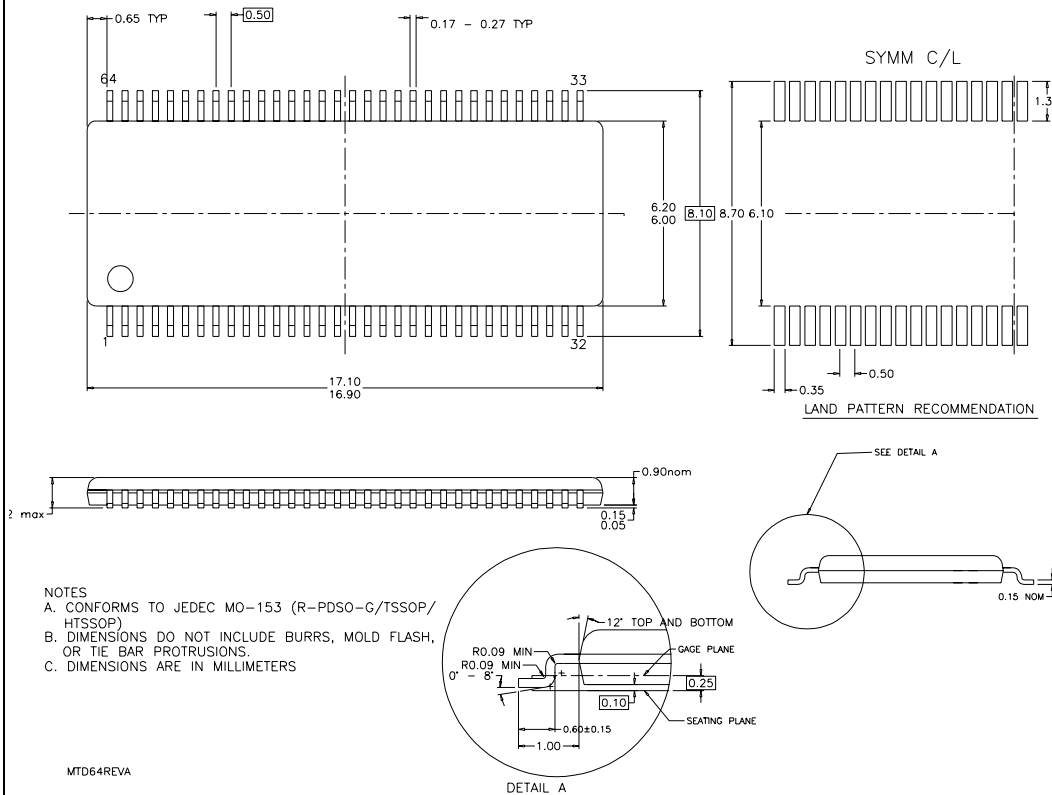 0.65 TYP
0.50
0.17 - 0.27 TYP
64
33
6.20
6.00
8.10
1
32
17.10
16.90
SYMM C/L
1.3
8.70
6.10
0.50
0.35
LAND PATTERN RECOMMENDATION
max
0.90nom
0.15
0.05
SEE DETAIL A
0.15 NOM
NOTES
A. CONFORMS TO JEDEC MO-153 (R-PDSO-G/TSSOP/
HTSSOP)
B. DIMENSIONS DO NOT INCLUDE BURRS, MOLD FLASH,
OR TIE BAR PROTRUSIONS.
C. DIMENSIONS ARE IN MILLIMETERS
12° TOP AND BOTTOM
R0.09 MIN
R0.09 MIN
0° - 8°
GAGE PLANE
0.25
0.10
SEATING PLANE
0.60±0.15
1.00
DETAIL A
MTD64REVA